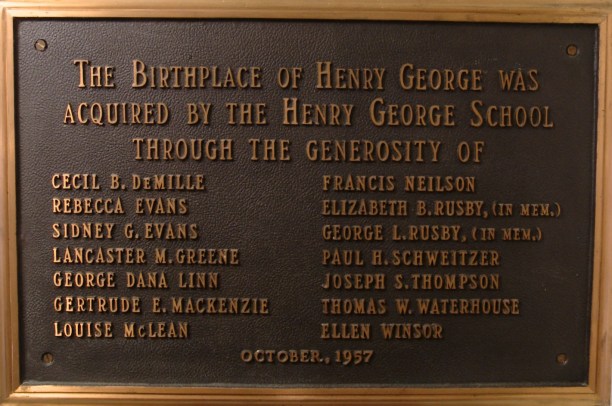 THE BIRTHPLACE OF HENRY GEORGE WAS
ACQUIRED BY THE HENRY GEORGE SCHOOL
THROUGH THE GENEROSITY OF
CECIL B. DEMILLE
REBECCA EVANS
SIDNEY G. EVANS
LANCASTER M. GREENE
GEORGE DANA LINN
GERTRUDE E. MACKENZIE
LOUISE MCLEAN
FRANCIS NEILSON
ELIZABETH B. RUSBY, (IN MEM.)
GEORGE L. RUSBY, (IN MEM.)
PAUL H. SCHWEITZER
JOSEPH S. THOMPSON
THOMAS W. WATERHOUSE
ELLEN WINSOR
OCTOBER, 1957